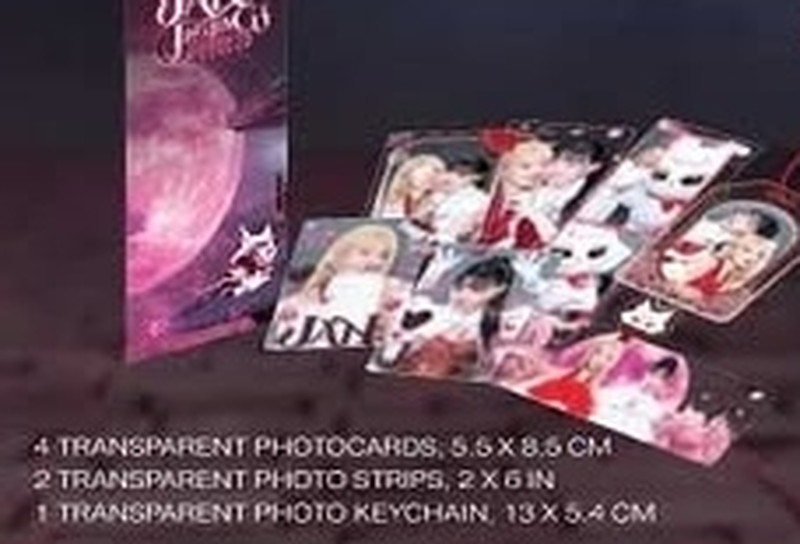 JAN
4 TRANSPARENT PHOTOCARDS, 5.5 X 8.5 CM
2 TRANSPARENT PHOTO STRIPS, 2 X 6 IN
1 TRANSPARENT PHOTO KEYCHAIN, 13 X 5.4 CM